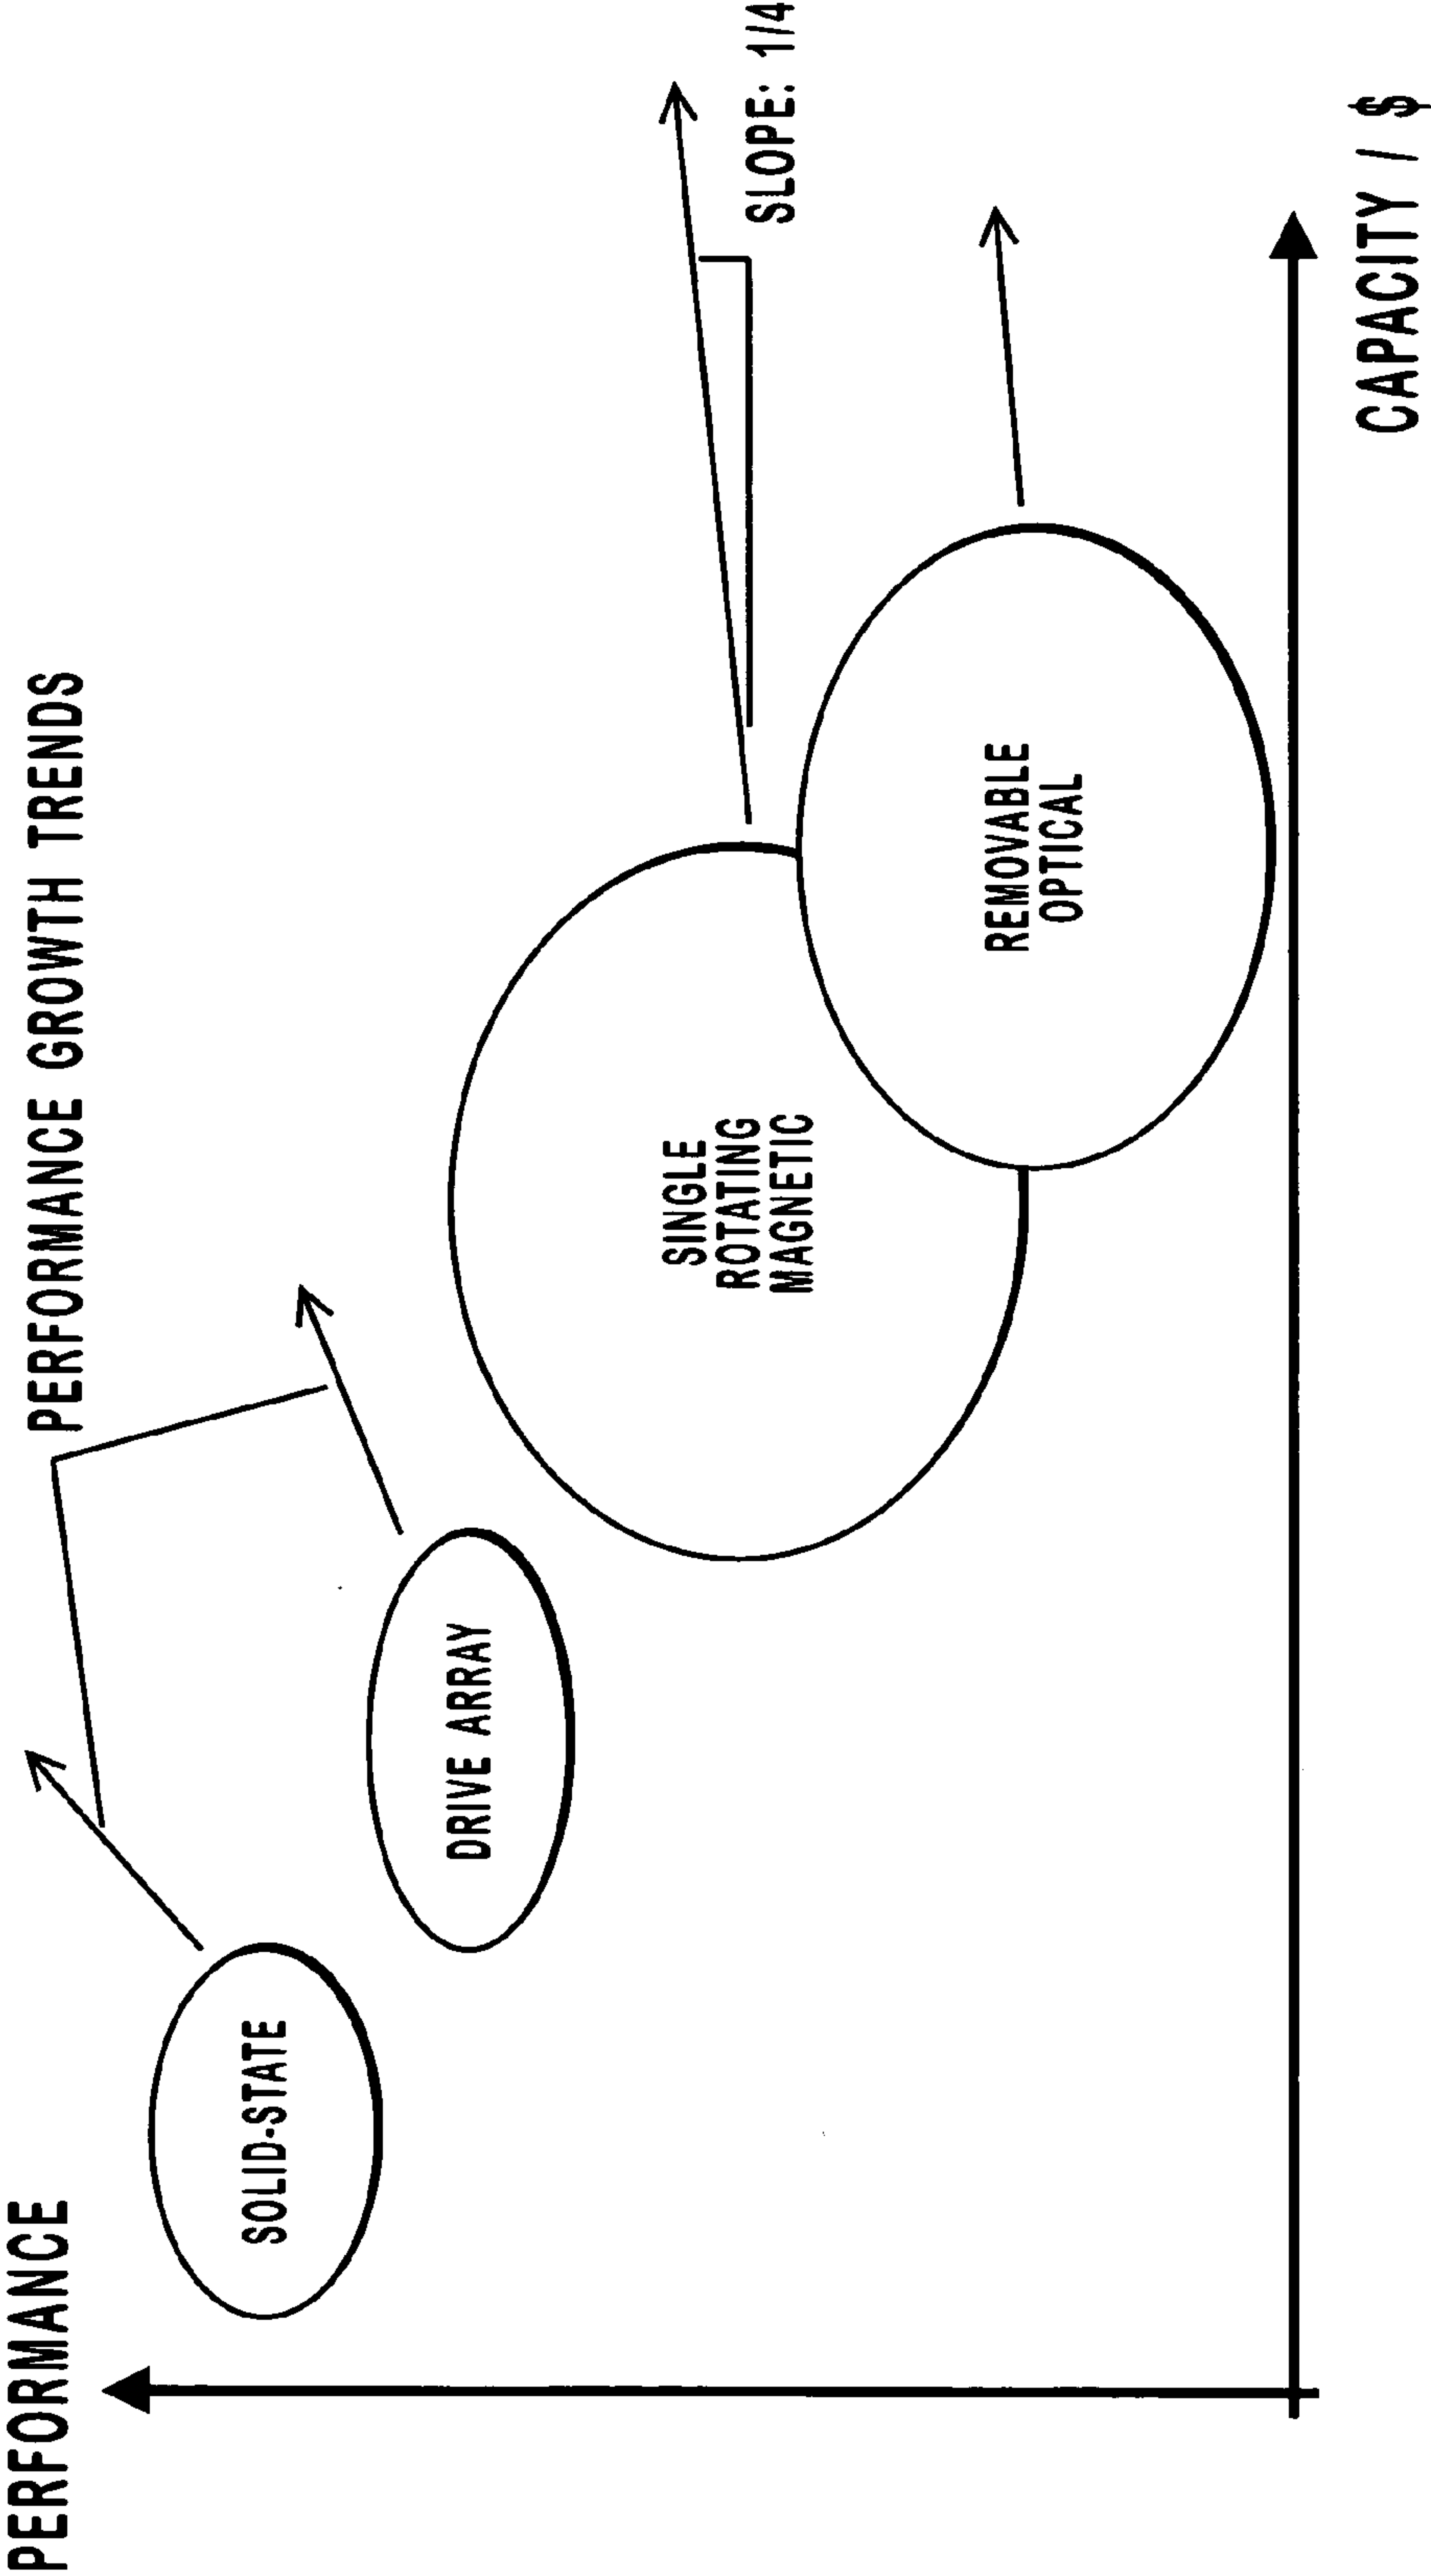 PERFORMANCE
PERFORMANCE GROWTH TRENDS
SOLID-STATE
DRIVE ARRAY
SINGLE
ROTATING
MAGNETIC
SLOPE: 1/4
REMOVABLE
OPTICAL
CAPACITY / $